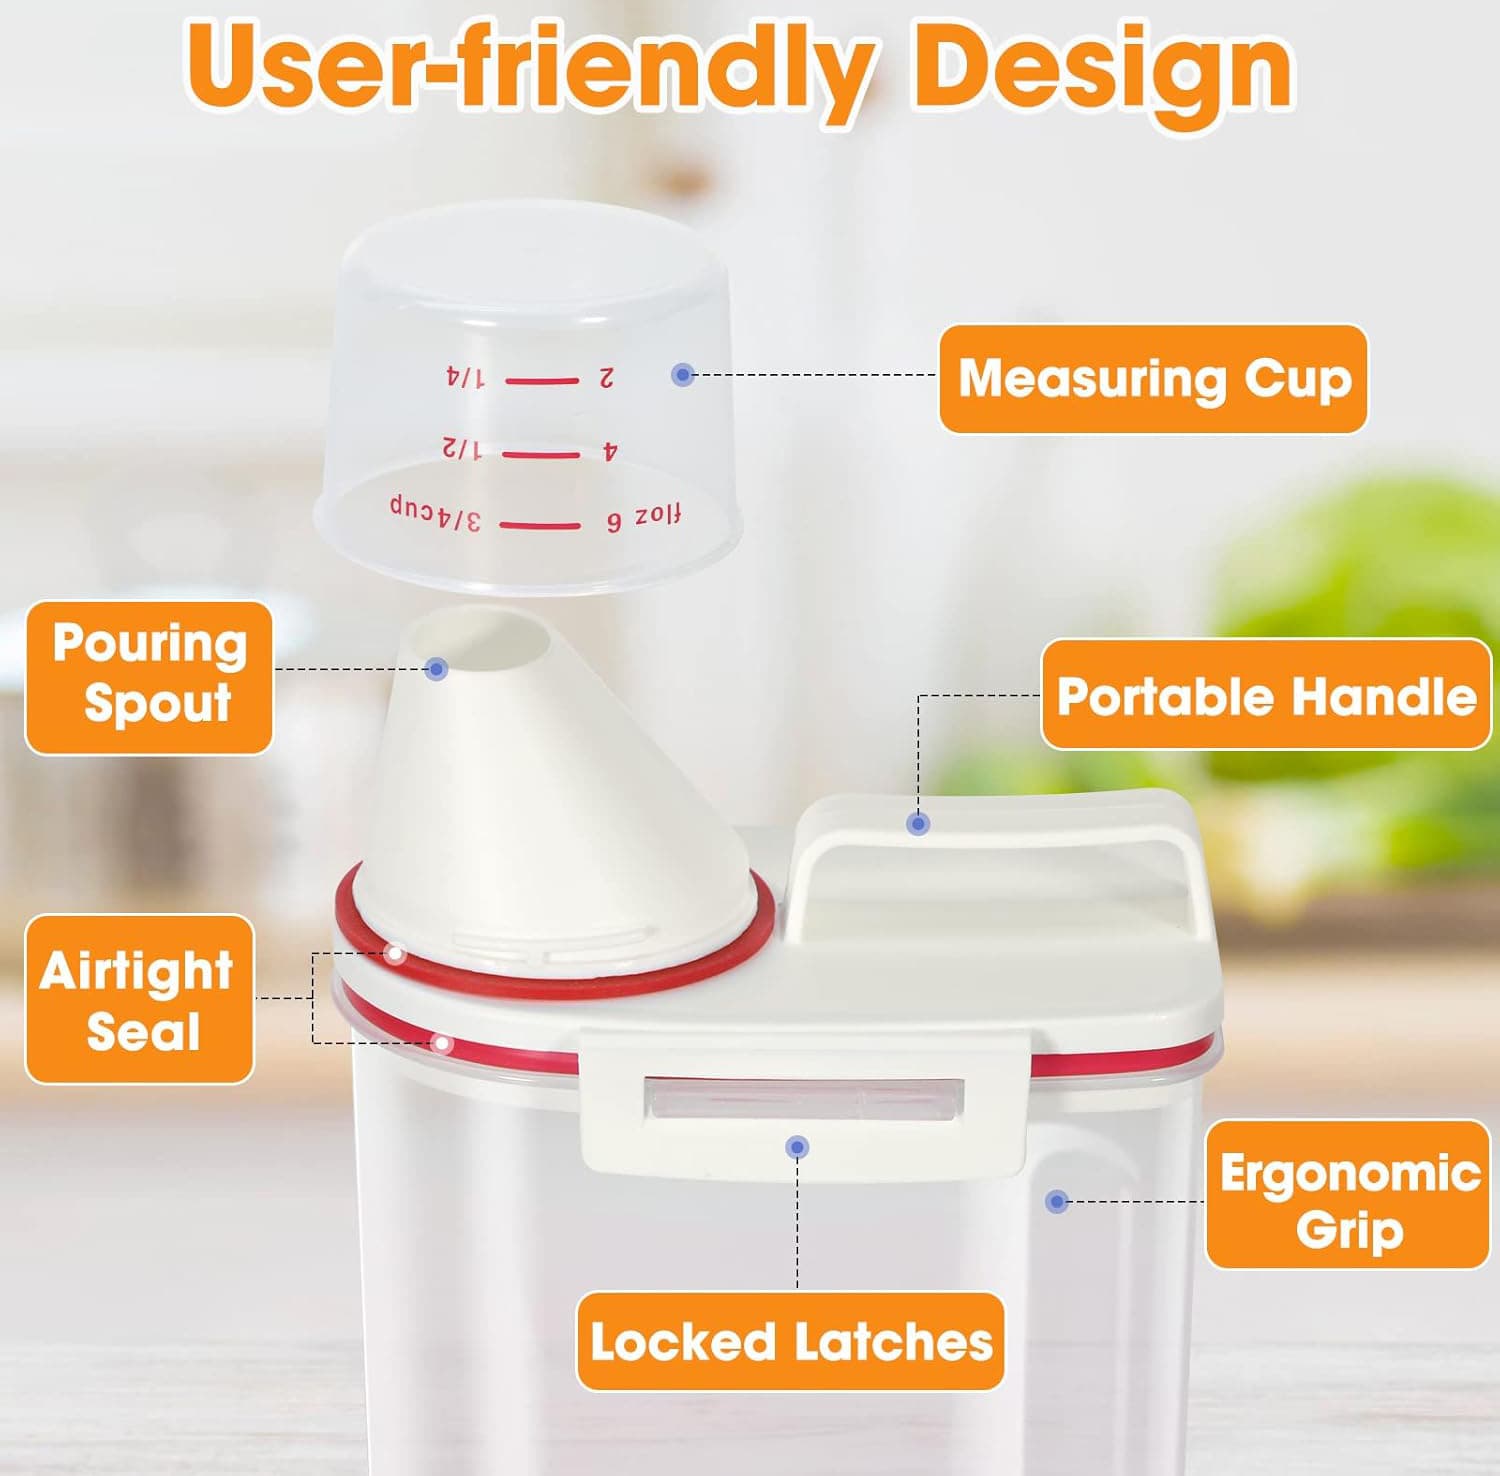 User-friendly Design
1/4 2
1/2 4
3/4cup 6 floz
Measuring Cup
Pouring
Spout
Portable Handle
Airtight
Seal
Ergonomic
Grip
Locked Latches